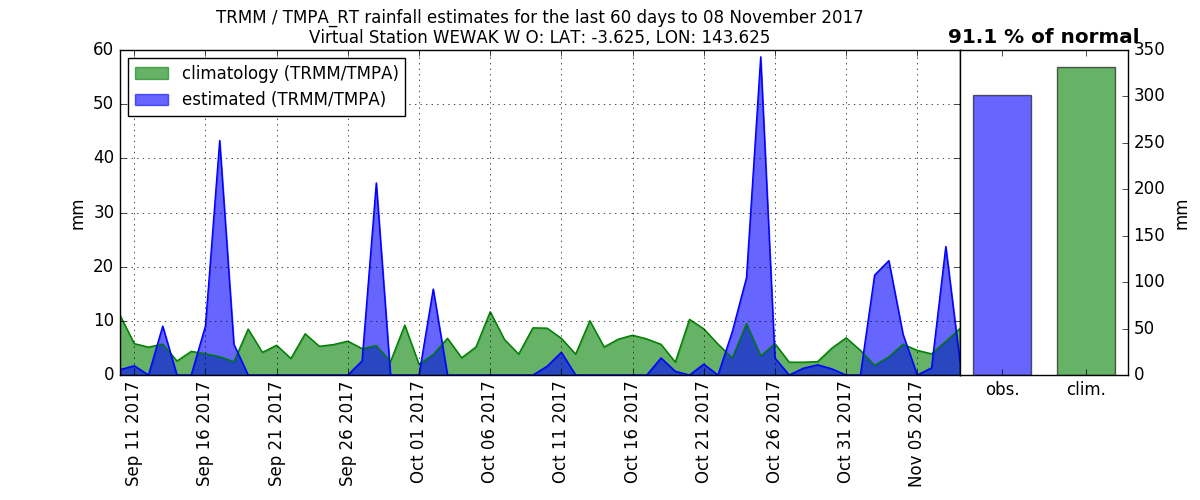 TRMM / TMPA_RT rainfall estimates for the last 60 days to 08 November 2017
Virtual Station WEWAK W O: LAT: -3.625, LON: 143.625
91.1 % of normal
climatology (TRMM/TMPA)
estimated (TRMM/TMPA)
60
50
40
30
20
10
0
mm
350
300
250
200
150
100
50
0
mm
Sep 11 2017
Sep 16 2017
Sep 21 2017
Sep 26 2017
Oct 01 2017
Oct 06 2017
Oct 11 2017
Oct 16 2017
Oct 21 2017
Oct 26 2017
Oct 31 2017
Nov 05 2017
obs.
clim.